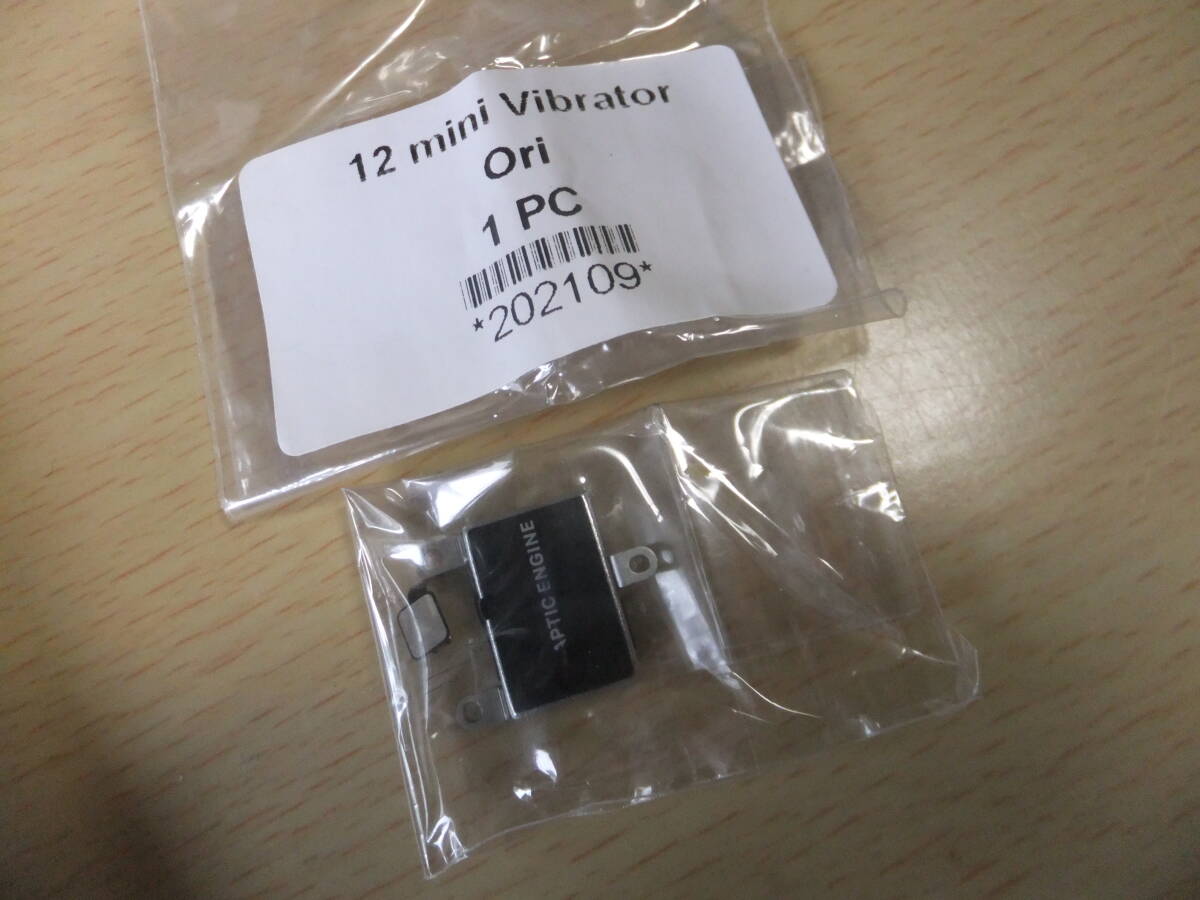 12 mini Vibrator
Ori
1 PC
*202109*
APTIC ENGINE